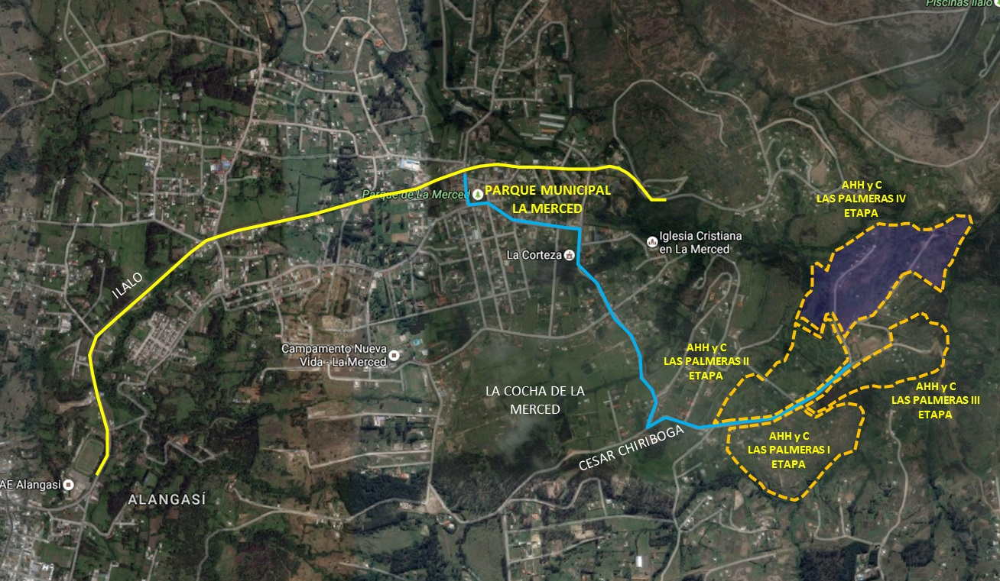 Piscinas Ilaló
AHH y C
LAS PALMERAS IV
ETAPA
Parque de La Merced
PARQUE MUNICIPAL
LA MERCED
Iglesia Cristiana
en La Merced
La Corteza
ILALO
Campamento Nueva
Vida - La Merced
AHH y C
LAS PALMERAS II
ETAPA
LA COCHA DE LA
MERCED
AHH y C
LAS PALMERAS III
ETAPA
CESAR CHIRIBOGA
AHH y C
LAS PALMERAS I
ETAPA
AE Alangasi
ALANGASÍ